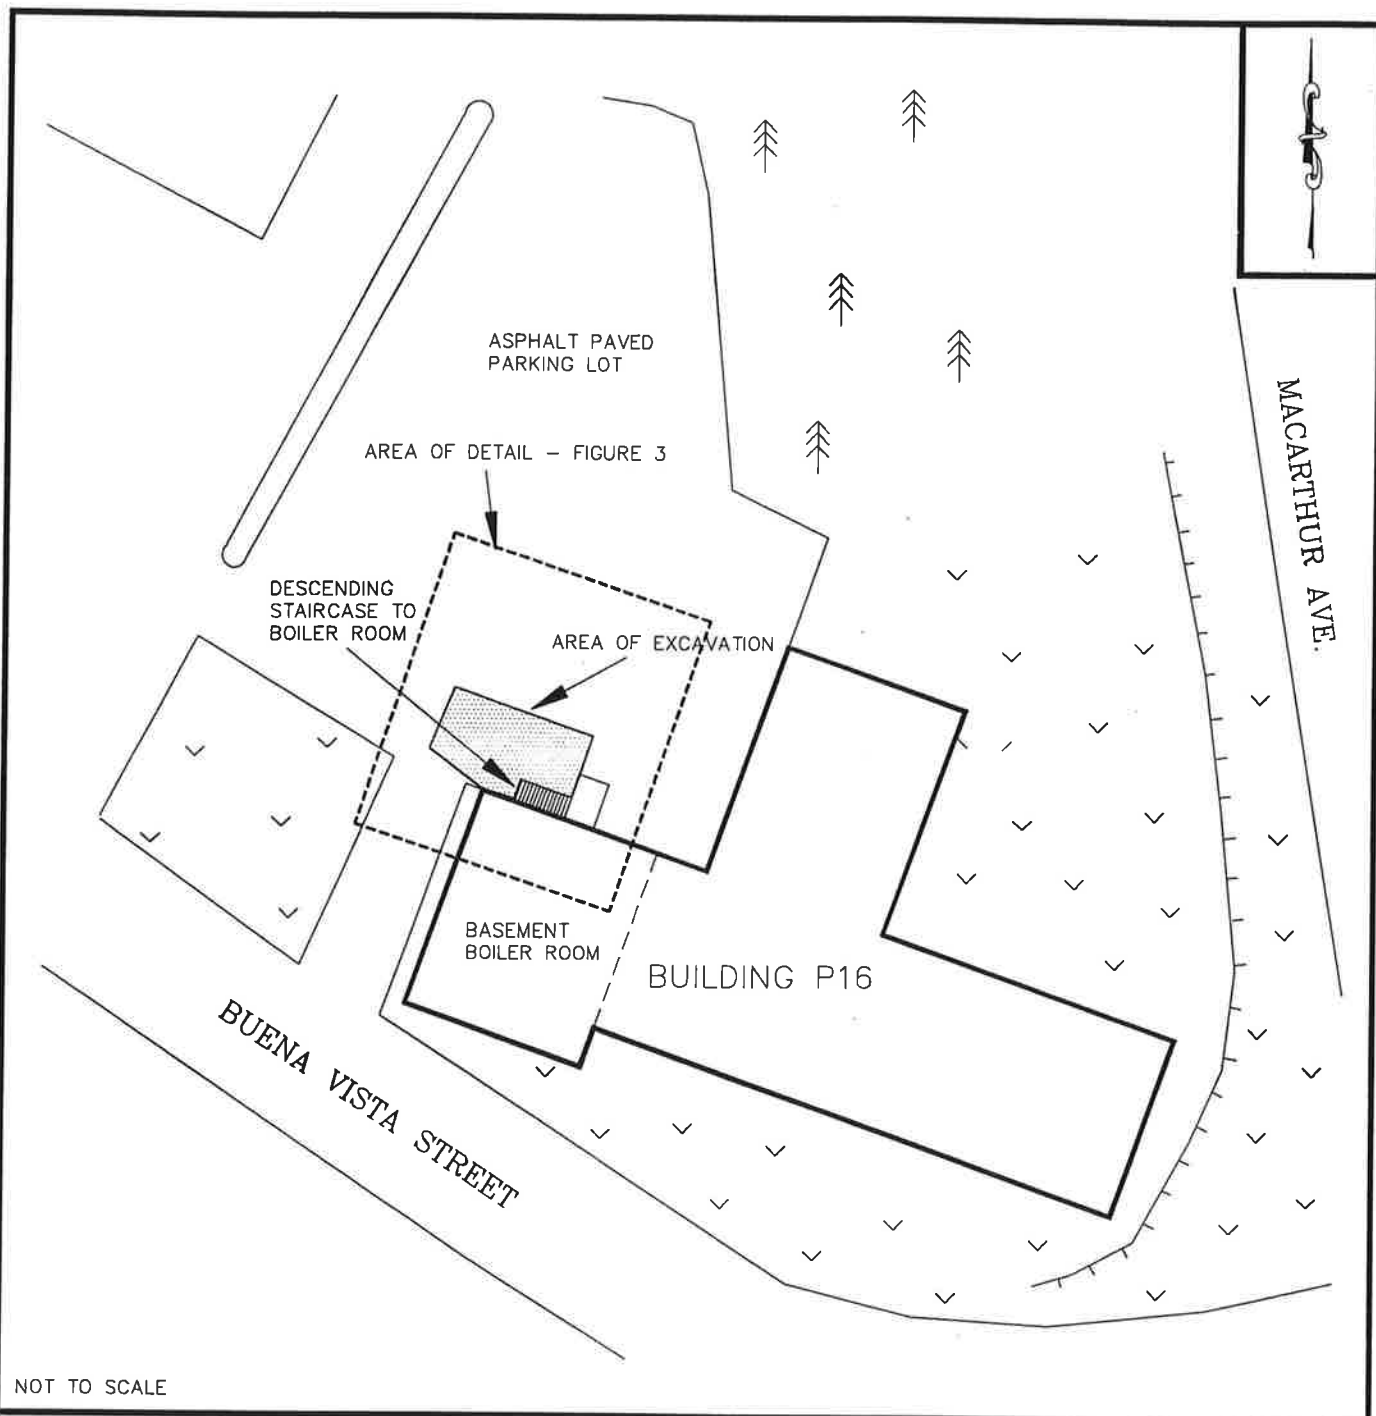 ASPHALT PAVED
PARKING LOT
MACARTHUR AVE.
AREA OF DETAIL – FIGURE 3
DESCENDING
STAIRCASE TO
BOILER ROOM
AREA OF EXCAVATION
BASEMENT
BOILER ROOM
BUILDING P16
BUENA VISTA STREET
NOT TO SCALE